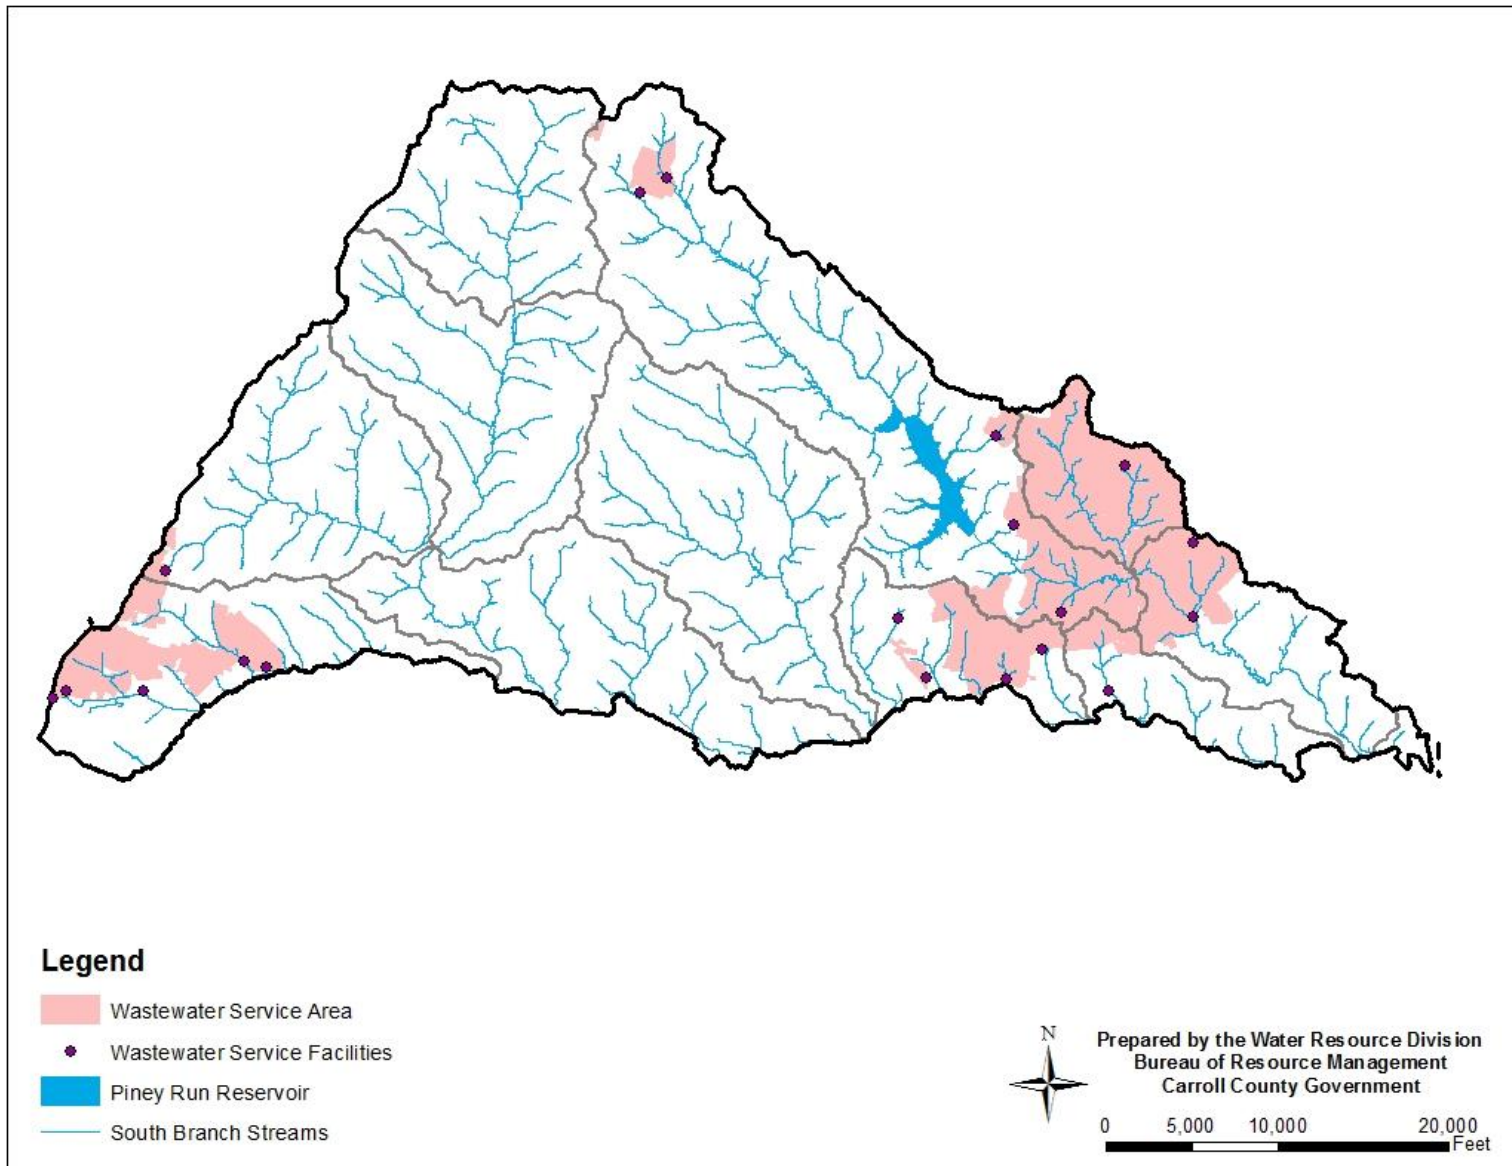 Legend
Wastewater Service Area
Wastewater Service Facilities
Piney Run Reservoir
South Branch Streams
N
Prepared by the Water Resource Division
Bureau of Resource Management
Carroll County Government
0 5,000 10,000 20,000
Feet